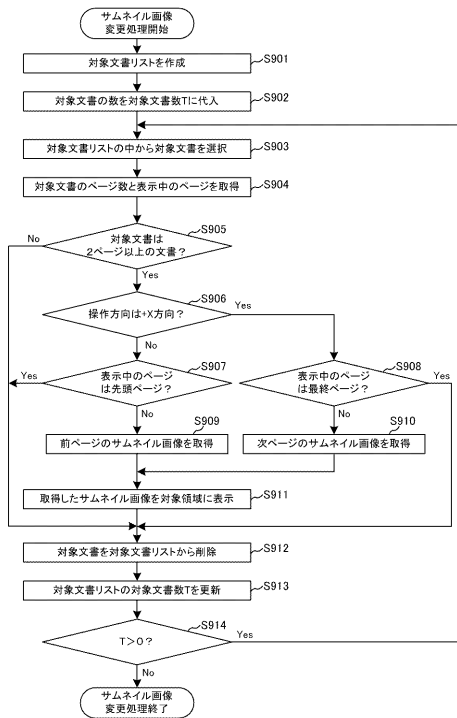 サムネイル画像
変更処理開始
対象文書リストを作成
S901
対象文書の数を対象文書数Tに代入
S902
対象文書リストの中から対象文書を選択
S903
対象文書のページ数と表示中のページを取得
S904
S905
No
対象文書は
2ページ以上の文書？
Yes
S906
操作方向は+X方向？
Yes
No
S907
S908
Yes
表示中のページ
は先頭ページ？
表示中のページ
は最終ページ？
Yes
No
S909
No
S910
前ページのサムネイル画像を取得
次ページのサムネイル画像を取得
取得したサムネイル画像を対象領域に表示
S911
対象文書を対象文書リストから削除
S912
対象文書リストの対象文書数Tを更新
S913
S914
T＞0？
Yes
No
サムネイル画像
変更処理終了